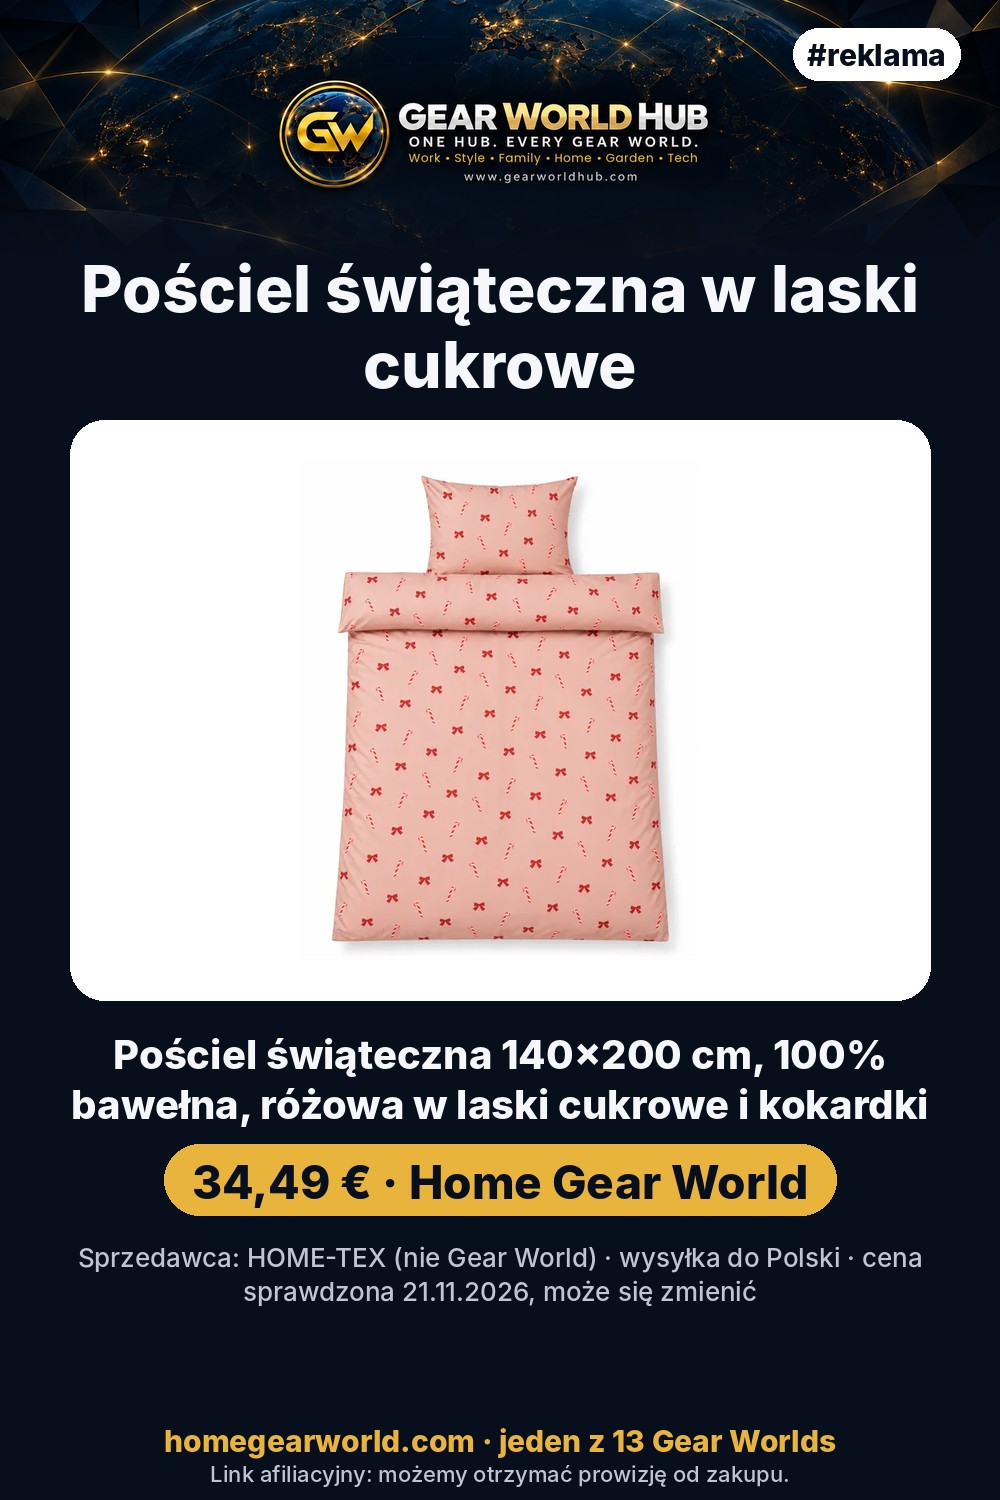 #reklama
GW
GEAR WORLD HUB
ONE HUB. EVERY GEAR WORLD.
Work • Style • Family • Home • Garden • Tech
www.gearworldhub.com
Pościel świąteczna w laski
cukrowe
Pościel świąteczna 140×200 cm, 100%
bawełna, różowa w laski cukrowe i kokardki
34,49 € · Home Gear World
Sprzedawca: HOME-TEX (nie Gear World) · wysyłka do Polski · cena
sprawdzona 21.11.2026, może się zmienić
homegearworld.com · jeden z 13 Gear Worlds
Link afiliacyjny: możemy otrzymać prowizję od zakupu.